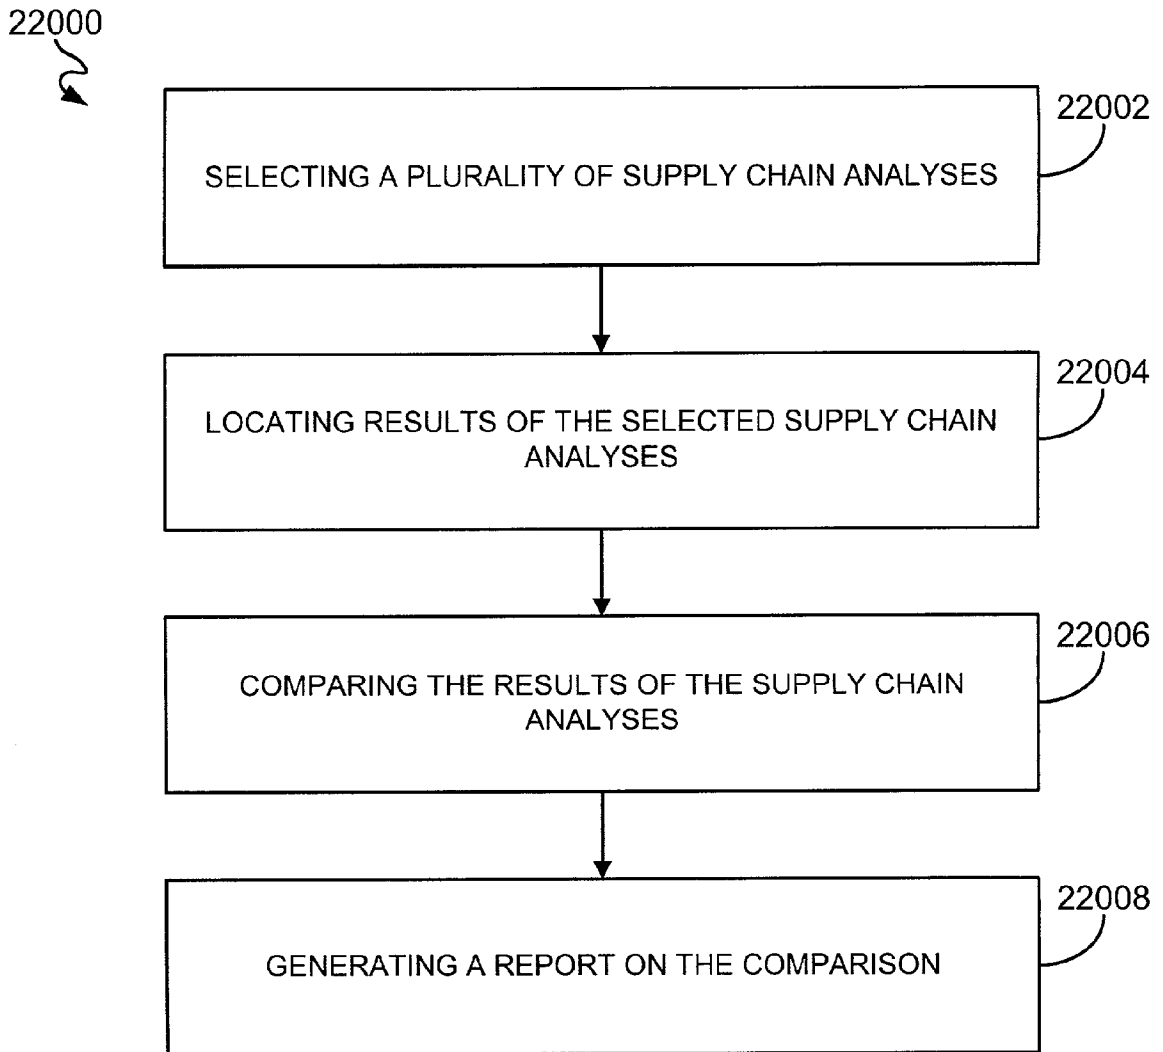 22000
22002
SELECTING A PLURALITY OF SUPPLY CHAIN ANALYSES
22004
LOCATING RESULTS OF THE SELECTED SUPPLY CHAIN
ANALYSES
22006
COMPARING THE RESULTS OF THE SUPPLY CHAIN
ANALYSES
22008
GENERATING A REPORT ON THE COMPARISON